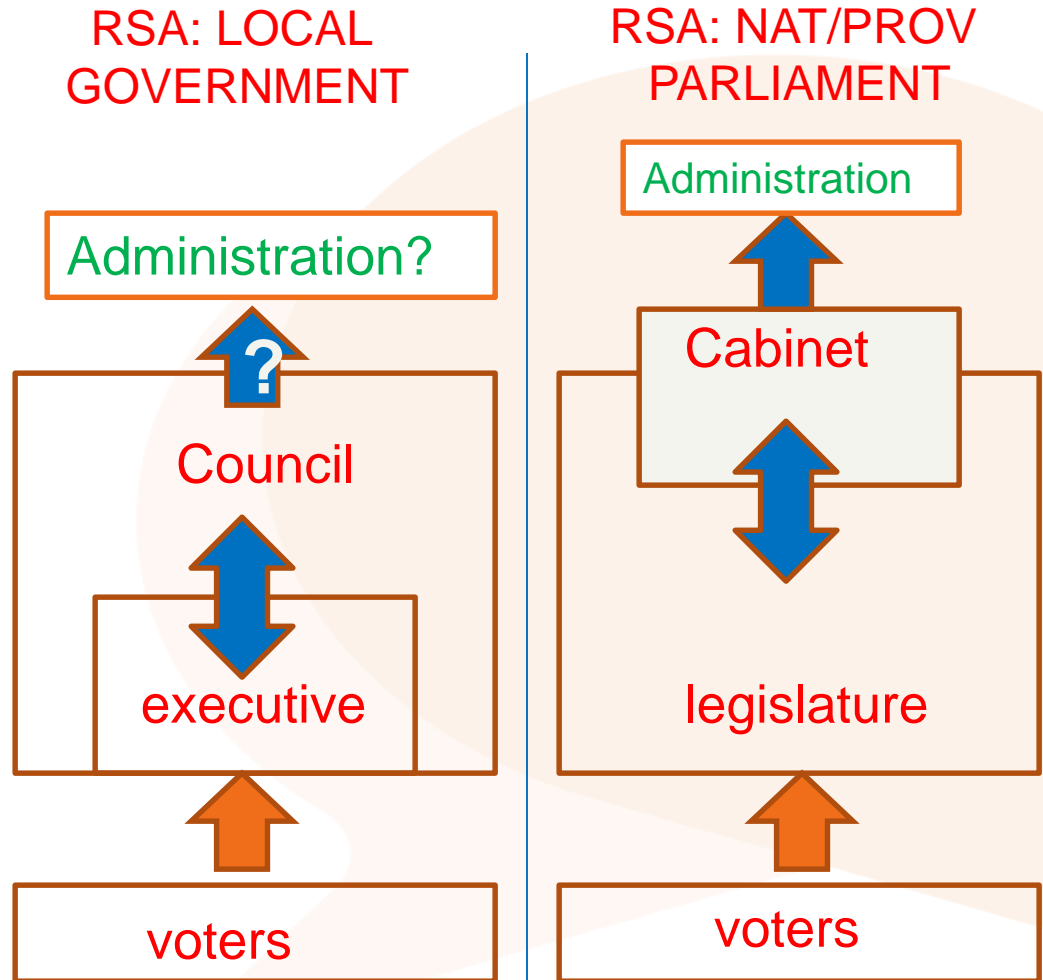 RSA: LOCAL
GOVERNMENT
Administration?
?
Council
executive
voters
RSA: NAT/PROV
PARLIAMENT
Administration
Cabinet
legislature
voters